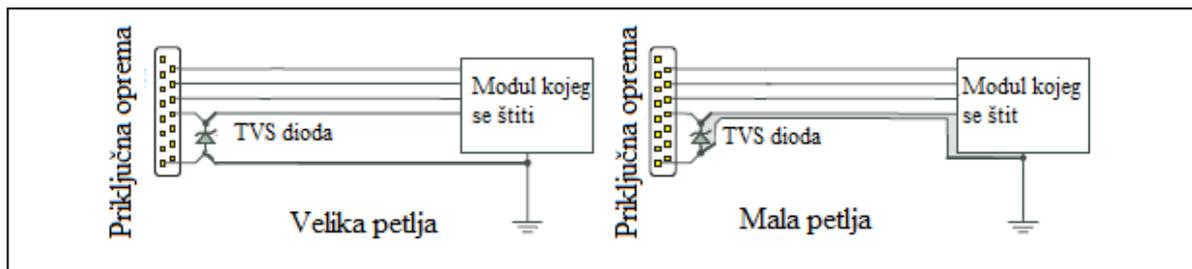 Priključna oprema
TVS dioda
Modul kojeg
se štiti
Velika petlja
Priključna oprema
TVS dioda
Modul kojeg
se štit
Mala petlja